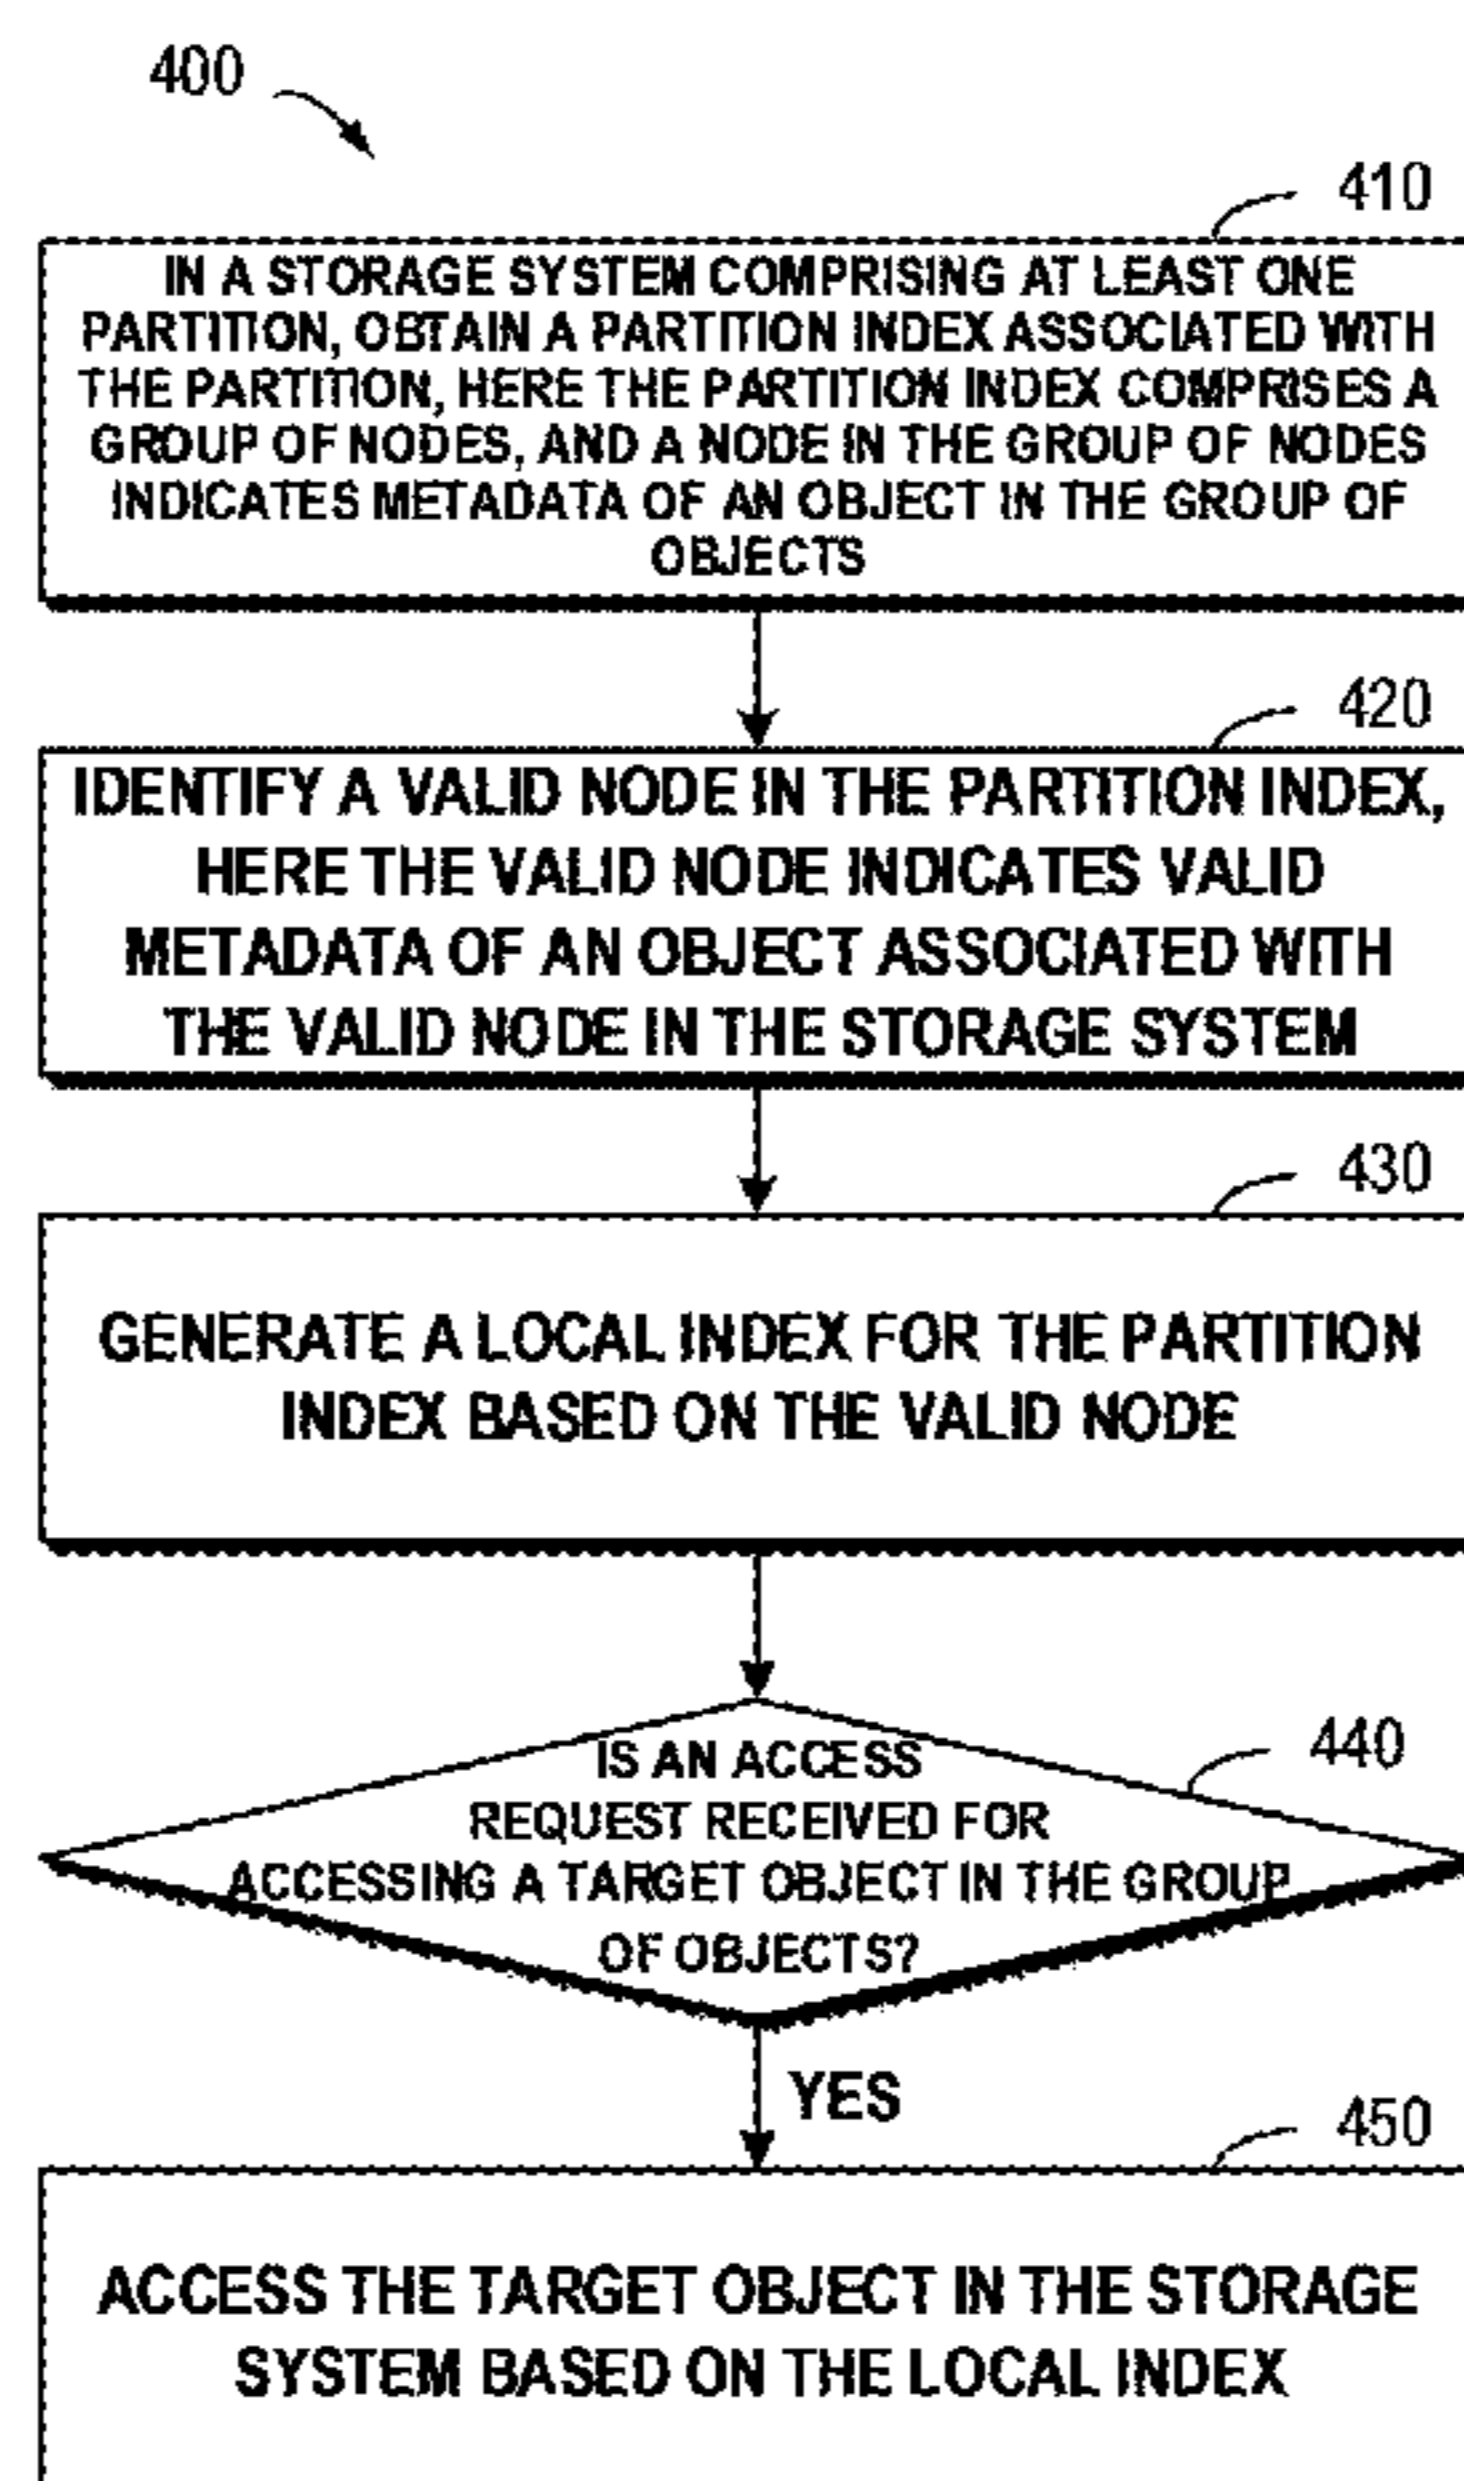 400
410
IN A STORAGE SYSTEM COMPRISING AT LEAST ONE
PARTITION, OBTAIN A PARTITION INDEX ASSOCIATED WITH
THE PARTITION, HERE THE PARTITION INDEX COMPRISES A
GROUP OF NODES, AND A NODE IN THE GROUP OF NODES
INDICATES METADATA OF AN OBJECT IN THE GROUP OF
OBJECTS
420
IDENTIFY A VALID NODE IN THE PARTITION INDEX,
HERE THE VALID NODE INDICATES VALID
METADATA OF AN OBJECT ASSOCIATED WITH
THE VALID NODE IN THE STORAGE SYSTEM
430
GENERATE A LOCAL INDEX FOR THE PARTITION
INDEX BASED ON THE VALID NODE
440
IS AN ACCESS
REQUEST RECEIVED FOR
ACCESSING A TARGET OBJECT IN THE GROUP
OF OBJECTS?
YES
450
ACCESS THE TARGET OBJECT IN THE STORAGE
SYSTEM BASED ON THE LOCAL INDEX